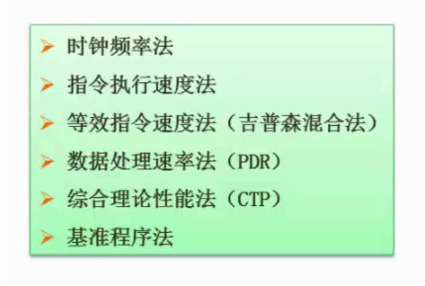 时钟频率法
指令执行速度法
等效指令速度法（吉普森混合法）
数据处理速率法（PDR）
综合理论性能法（CTP）
基准程序法